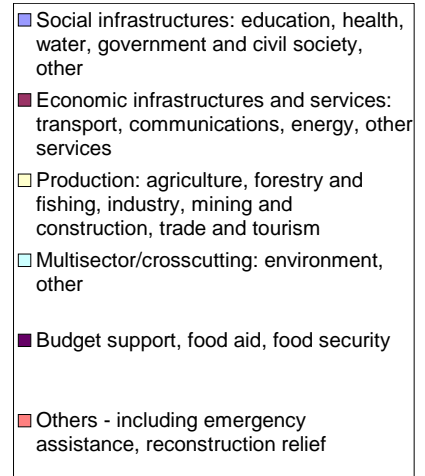 Social infrastructures: education, health,
water, government and civil society,
other
Economic infrastructures and services:
transport, communications, energy, other
services
Production: agriculture, forestry and
fishing, industry, mining and
construction, trade and tourism
Multisector/crosscutting: environment,
other
Budget support, food aid, food security
Others - including emergency
assistance, reconstruction relief